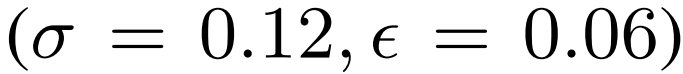 (σ = 0.12, ϵ = 0.06)